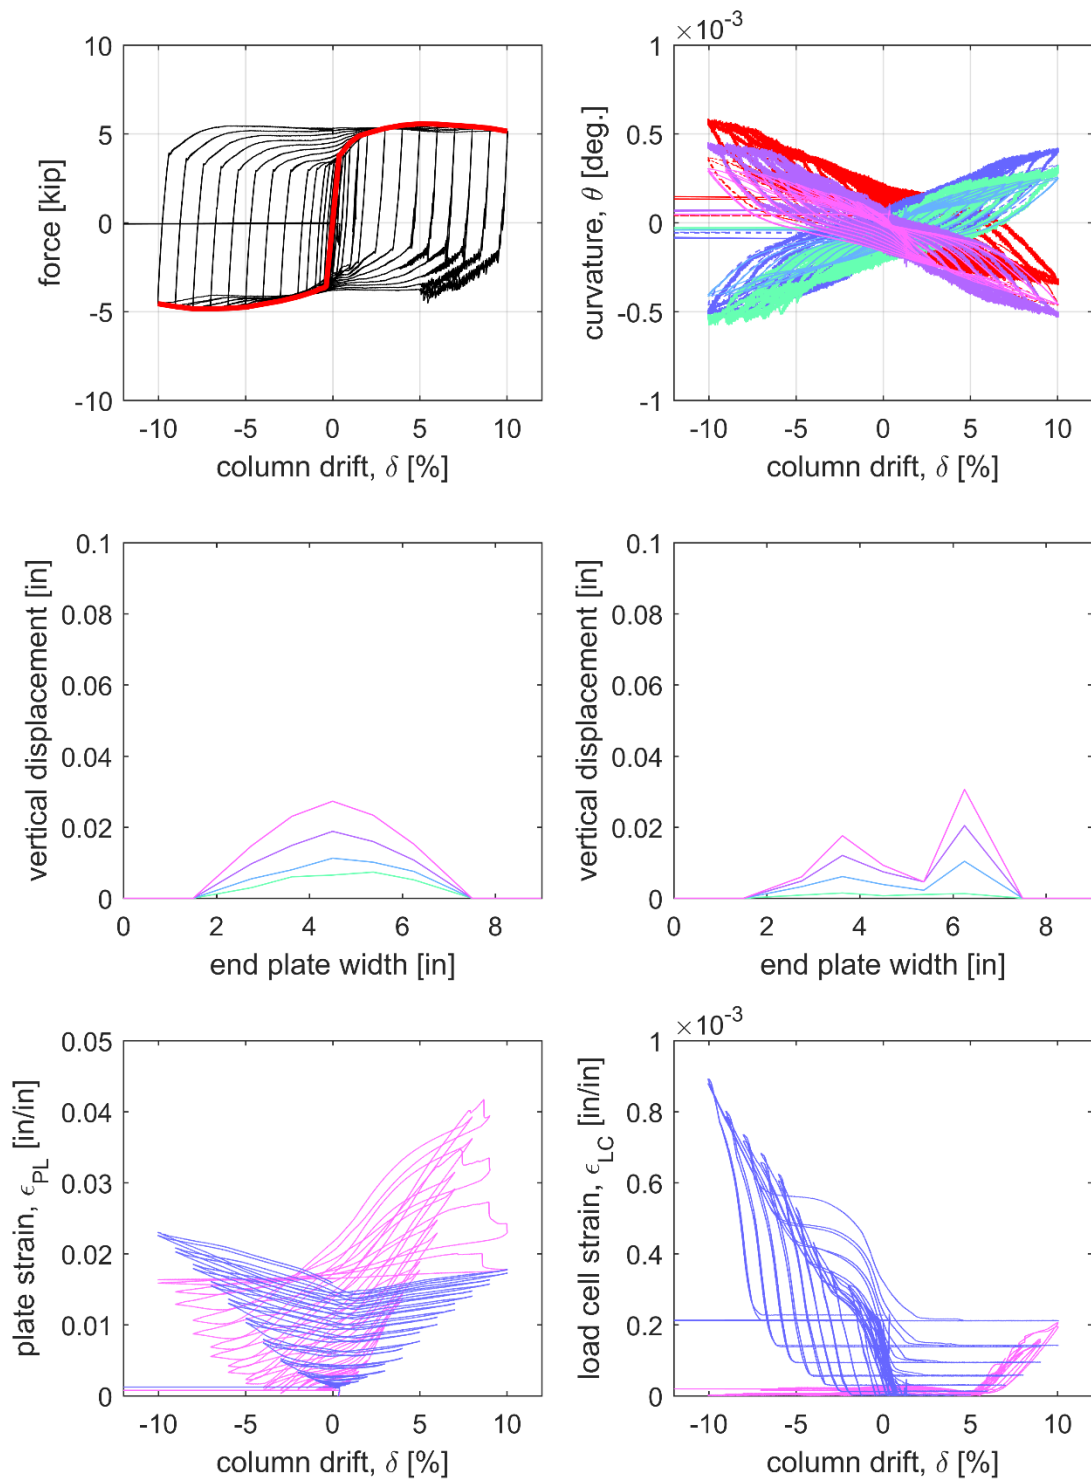 10
5
0
-5
-10
force [kip]
-10 -5 0 5 10
column drift, δ [%]
×10⁻³
1
0.5
0
-0.5
-1
curvature, θ [deg.]
-10 -5 0 5 10
column drift, δ [%]
0.1
0.08
0.06
0.04
0.02
0
vertical displacement [in]
0 2 4 6 8
end plate width [in]
0.1
0.08
0.06
0.04
0.02
0
vertical displacement [in]
0 2 4 6 8
end plate width [in]
0.05
0.04
0.03
0.02
0.01
0
plate strain, ϵ_PL [in/in]
-10 -5 0 5 10
column drift, δ [%]
×10⁻³
1
0.8
0.6
0.4
0.2
0
load cell strain, ϵ_LC [in/in]
-10 -5 0 5 10
column drift, δ [%]